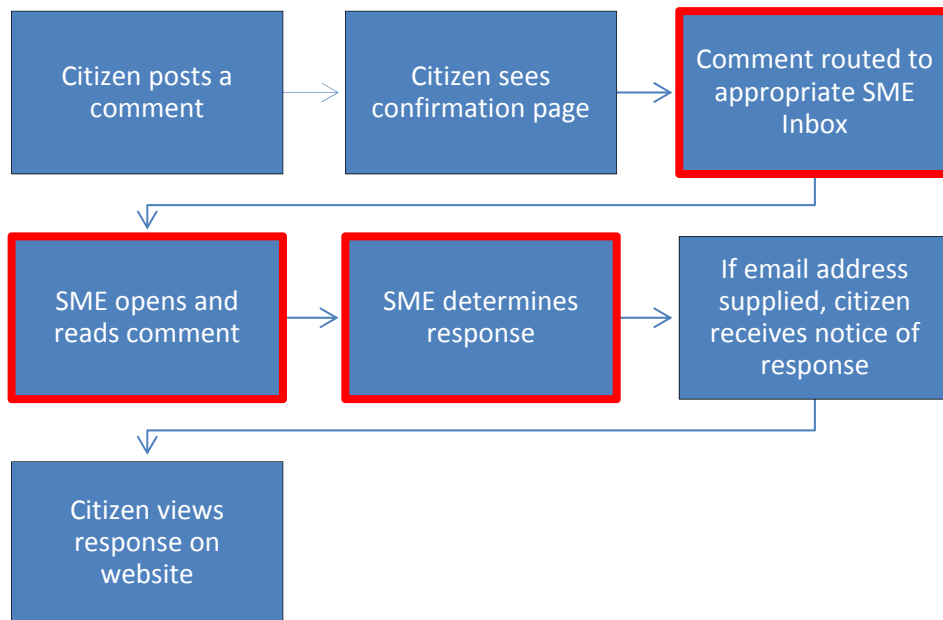 Citizen posts a
comment
Citizen sees
confirmation page
Comment routed to
appropriate SME
Inbox
SME opens and
reads comment
SME determines
response
If email address
supplied, citizen
receives notice of
response
Citizen views
response on
website